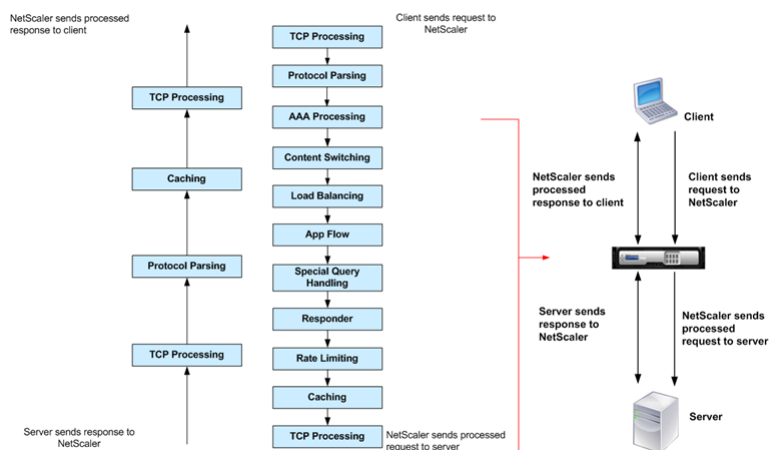 NetScaler sends processed
response to client
TCP Processing
Caching
Protocol Parsing
TCP Processing
Server sends response to
NetScaler
Client sends request to
NetScaler
TCP Processing
Protocol Parsing
AAA Processing
Content Switching
Load Balancing
App Flow
Special Query
Handling
Responder
Rate Limiting
Caching
TCP Processing
NetScaler sends processed
request to server
Client
NetScaler sends
processed
response to client
Client sends
request to
NetScaler
Server sends
response to
NetScaler
NetScaler sends
processed
request to server
Server